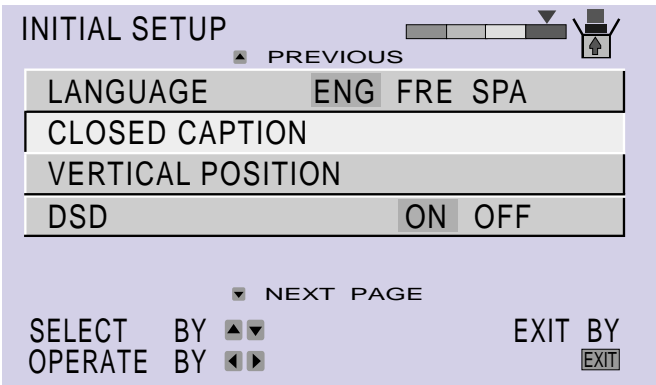 INITIAL SETUP
PREVIOUS
LANGUAGE ENG FRE SPA
CLOSED CAPTION
VERTICAL POSITION
DSD ON OFF
NEXT PAGE
SELECT BY EXIT BY
OPERATE BY EXIT